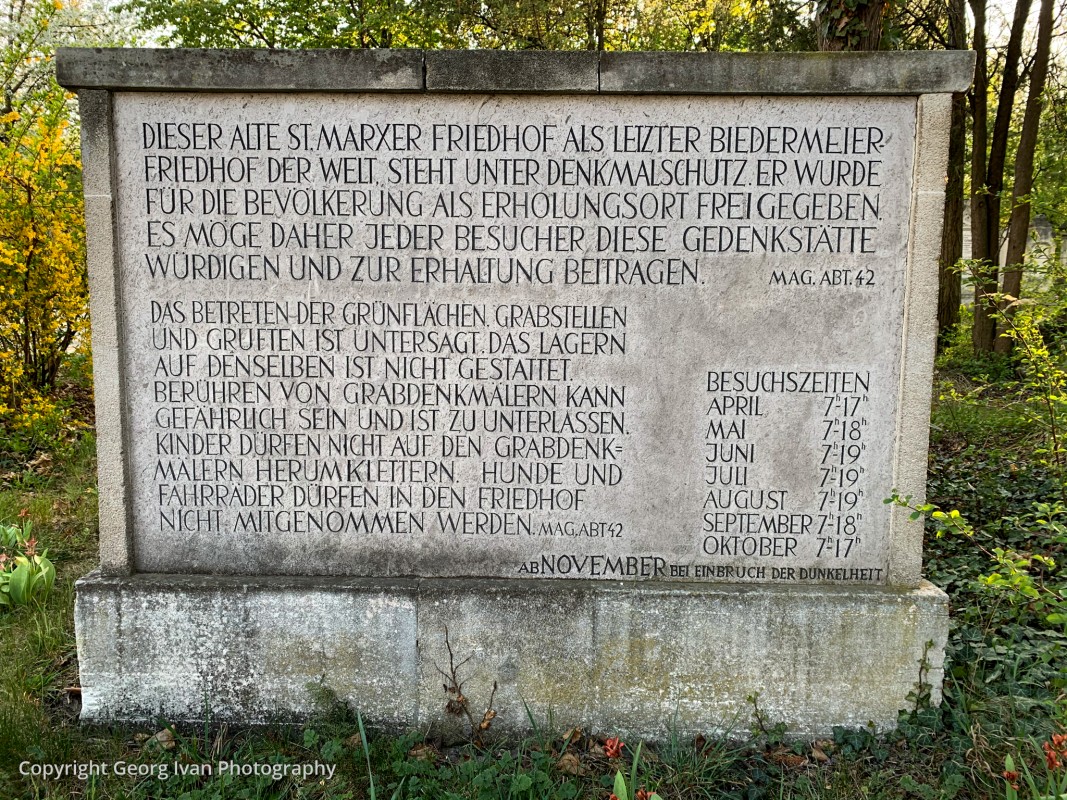 DIESER ALTE ST. MARXER FRIEDHOF ALS LETZTER BIEDERMEIER-
FRIEDHOF DER WELT, STEHT UNTER DENKMALSCHUTZ. ER WURDE
FÜR DIE BEVÖLKERUNG ALS ERHOLUNGSORT FREIGEGEBEN.
ES MÖGE DAHER JEDER BESUCHER DIESE GEDENKSTÄTTE
WÜRDIGEN UND ZUR ERHALTUNG BEITRAGEN.
MAG. ABT. 42
DAS BETRETEN DER GRÜNFLÄCHEN, GRABSTELLEN
UND GRUFTEN IST UNTERSAGT. DAS LAGERN
AUF DENSELBEN IST NICHT GESTATTET.
BERÜHREN VON GRABDENKMÄLERN KANN
GEFÄHRLICH SEIN UND IST ZU UNTERLASSEN.
KINDER DÜRFEN NICHT AUF DEN GRABDENK=
MÄLERN HERUMKLETTERN. HUNDE UND
FAHRRÄDER DÜRFEN IN DEN FRIEDHOF
NICHT MITGENOMMEN WERDEN. MAG. ABT 42
BESUCHSZEITEN
APRIL 7h-17h
MAI 7h-18h
JUNI 7h-19h
JULI 7h-19h
AUGUST 7h-19h
SEPTEMBER 7h-18h
OKTOBER 7h-17h
AB NOVEMBER BEI EINBRUCH DER DUNKELHEIT
Copyright Georg Ivan Photography